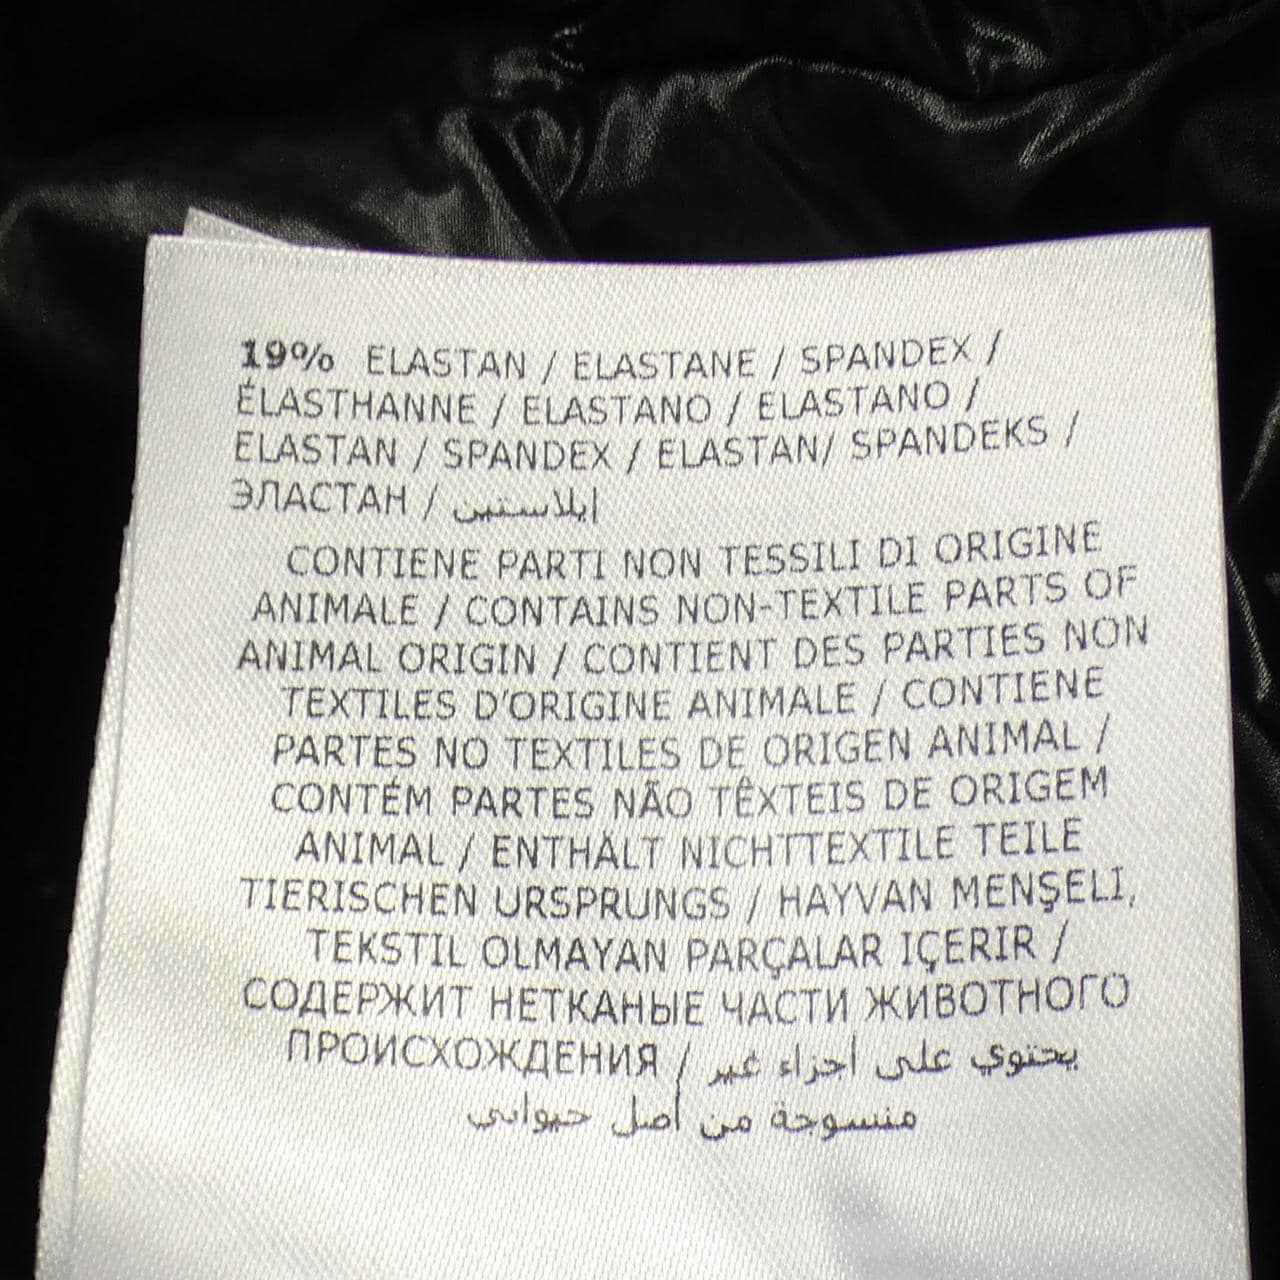 19% ELASTAN / ELASTANE / SPANDEX /
ÉLASTHANNE / ELASTANO / ELASTANO /
ELASTAN / SPANDEX / ELASTAN/ SPANDEKS /
ЭЛАСТАН / ايلاستين
CONTIENE PARTI NON TESSILI DI ORIGINE
ANIMALE / CONTAINS NON-TEXTILE PARTS OF
ANIMAL ORIGIN / CONTIENT DES PARTIES NON
TEXTILES D'ORIGINE ANIMALE / CONTIENE
PARTES NO TEXTILES DE ORIGEN ANIMAL /
CONTÉM PARTES NÃO TÊXTEIS DE ORIGEM
ANIMAL / ENTHÄLT NICHTTEXTILE TEILE
TIERISCHEN URSPRUNGS / HAYVAN MENŞELI,
TEKSTIL OLMAYAN PARÇALAR IÇERIR /
СОДЕРЖИТ НЕТКАНЫЕ ЧАСТИ ЖИВОТНОГО
ПРОИСХОЖДЕНИЯ / يحتوي على أجزاء غير
منسوجة من أصل حيواني